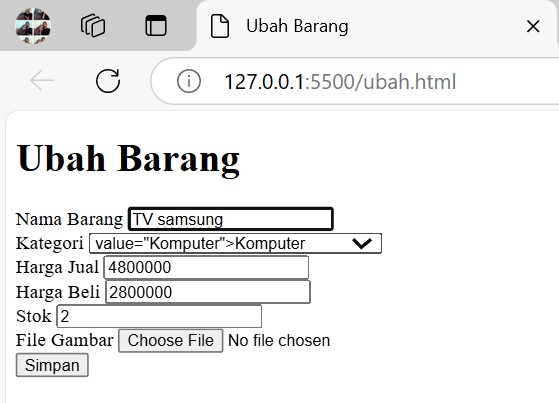 Ubah Barang
127.0.0.1:5500/ubah.html
Ubah Barang
Nama Barang TV samsung
Kategori value="Komputer">Komputer
Harga Jual 4800000
Harga Beli 2800000
Stok 2
File Gambar Choose File No file chosen
Simpan